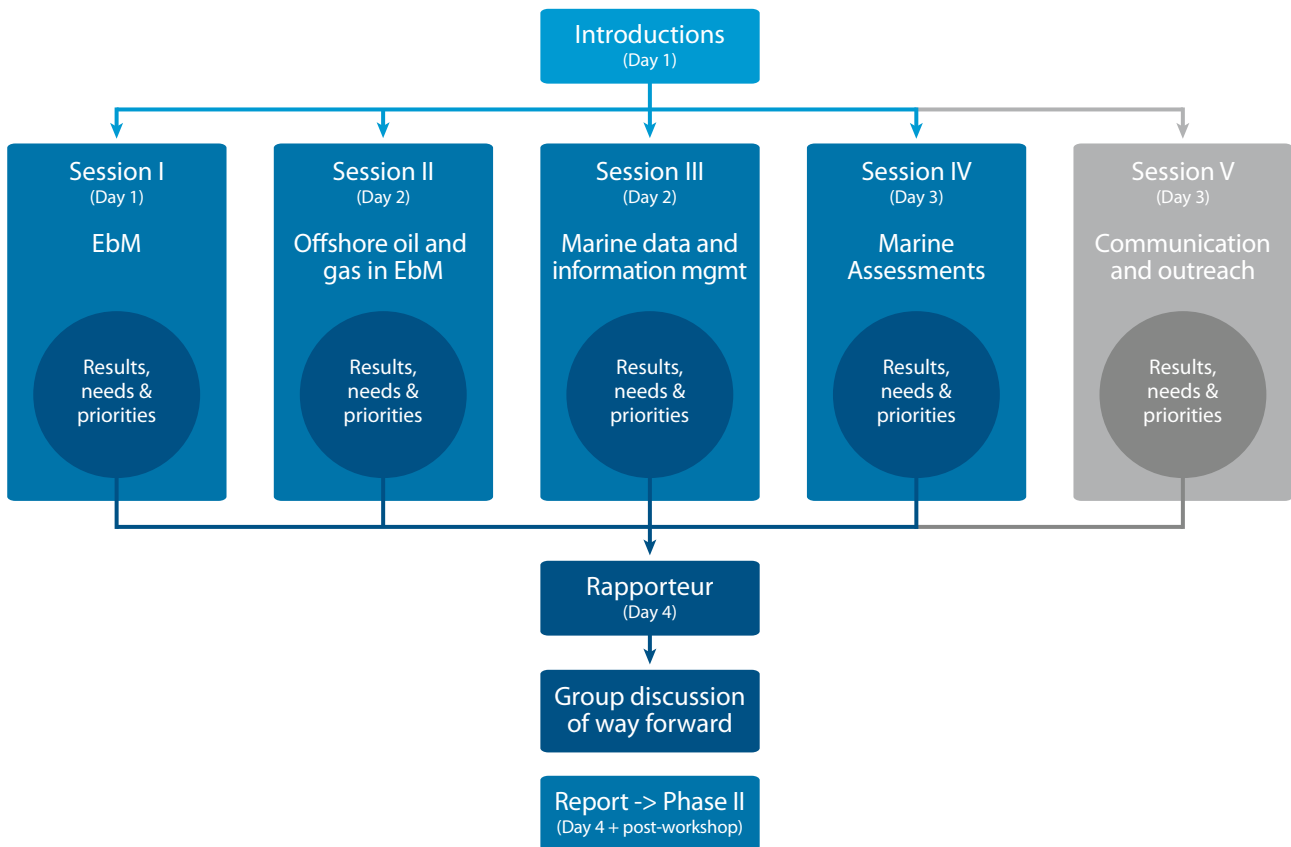 Introductions
(Day 1)
Session I
(Day 1)
EbM
Results,
needs &
priorities
Session II
(Day 2)
Offshore oil and
gas in EbM
Results,
needs &
priorities
Session III
(Day 2)
Marine data and
information mgmt
Results,
needs &
priorities
Session IV
(Day 3)
Marine
Assessments
Results,
needs &
priorities
Session V
(Day 3)
Communication
and outreach
Results,
needs &
priorities
Rapporteur
(Day 4)
Group discussion
of way forward
Report -> Phase II
(Day 4 + post-workshop)